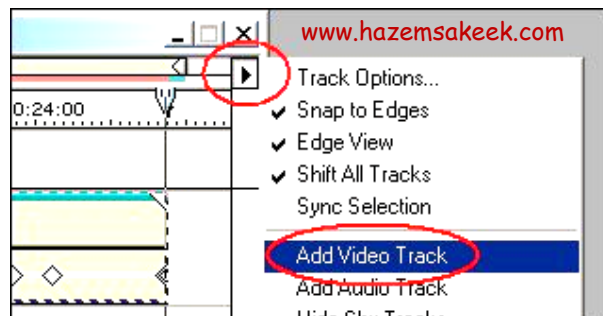 www.hazemsakeek.com
Track Options...
0:24:00
Snap to Edges
Edge View
Shift All Tracks
Sync Selection
Add Video Track
Add Audio Track